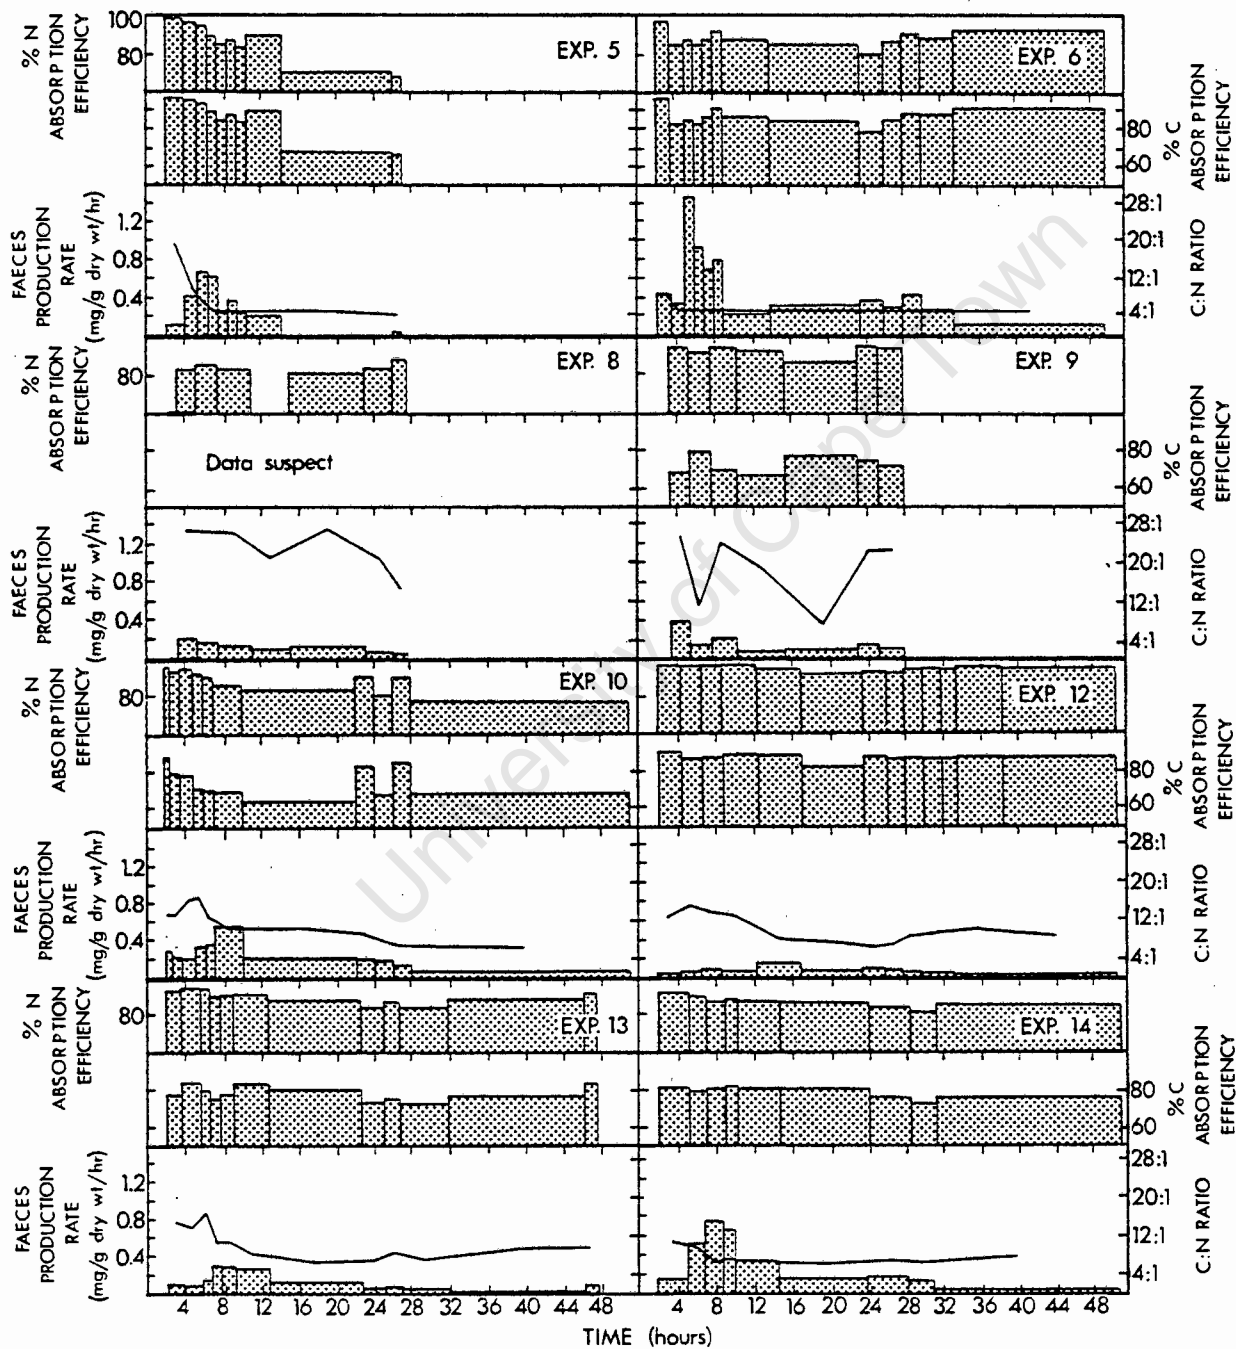 % N
ABSORPTION
EFFICIENCY
100
80
EXP. 5
EXP. 6
80
60
% C
ABSORPTION
EFFICIENCY
FAECES
PRODUCTION
RATE
(mg/g dry wt/hr)
1.2
0.8
0.4
28:1
20:1
12:1
4:1
C:N RATIO
% N
ABSORPTION
EFFICIENCY
80
EXP. 8
EXP. 9
Data suspect
80
60
% C
ABSORPTION
EFFICIENCY
FAECES
PRODUCTION
RATE
(mg/g dry wt/hr)
1.2
0.8
0.4
28:1
20:1
12:1
4:1
C:N RATIO
% N
ABSORPTION
EFFICIENCY
80
EXP. 10
EXP. 12
80
60
% C
ABSORPTION
EFFICIENCY
FAECES
PRODUCTION
RATE
(mg/g dry wt/hr)
1.2
0.8
0.4
28:1
20:1
12:1
4:1
C:N RATIO
% N
ABSORPTION
EFFICIENCY
80
EXP. 13
EXP. 14
80
60
% C
ABSORPTION
EFFICIENCY
FAECES
PRODUCTION
RATE
(mg/g dry wt/hr)
1.2
0.8
0.4
28:1
20:1
12:1
4:1
C:N RATIO
4 8 12 16 20 24 28 32 36 40 44 48
4 8 12 16 20 24 28 32 36 40 44 48
TIME (hours)
University of Cape Town